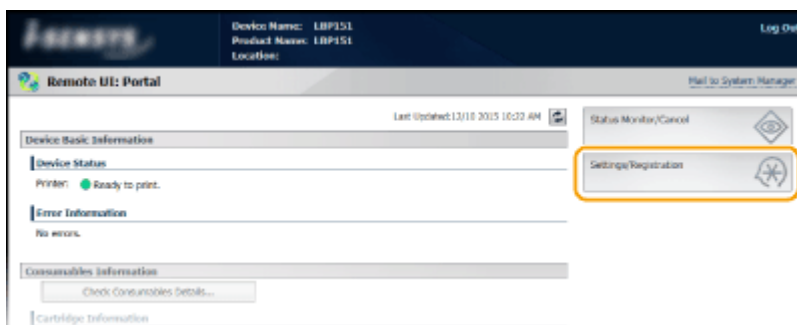 Device Name: LBP151
Product Name: LBP151
Location:
Log Out
Remote UI: Portal
Mail to System Manager
Last Updated:12/10 2015 10:22 AM
Status Monitor/Cancel
Device Basic Information
Device Status
Printer: Ready to print.
Settings/Registration
Error Information
No errors.
Consumables Information
Check Consumables Details...
Cartridge Information